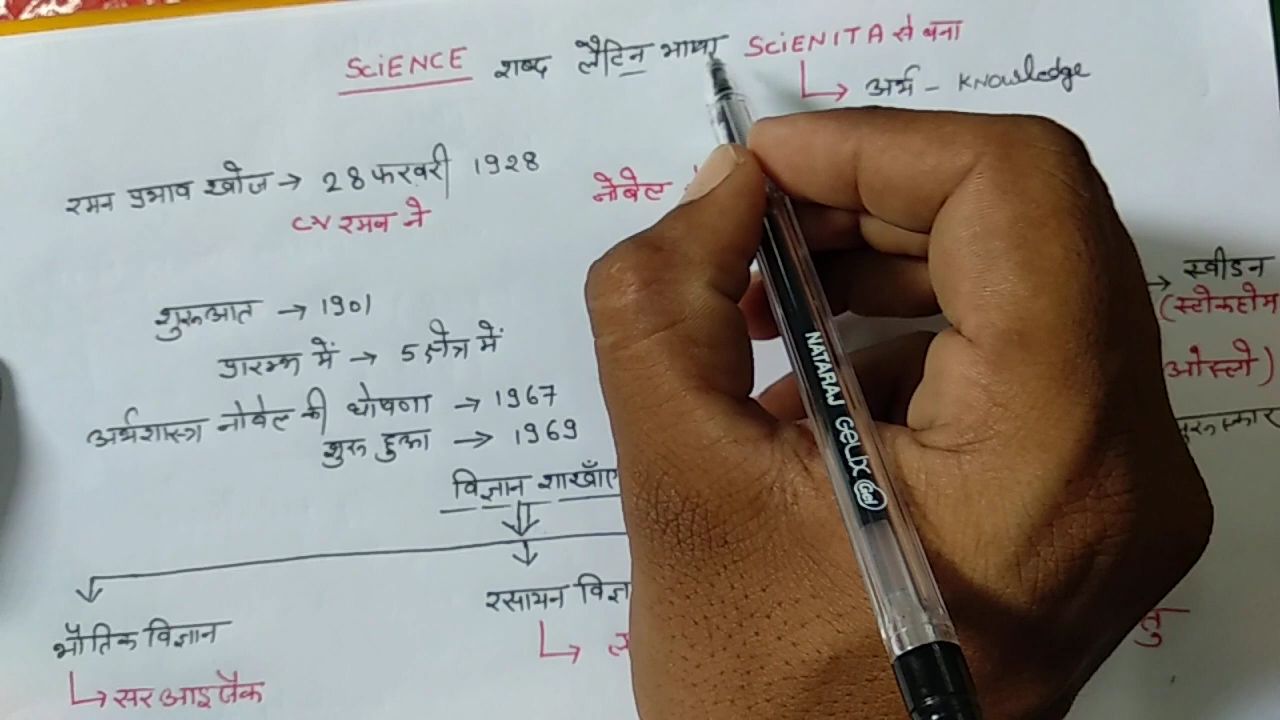 SCiENCE शब्द लैटिन भाषा SCiENITA से बना
अर्थ - Knowledge
रमन प्रभाव खोज → 28 फरवरी 1928
CV रमन ने
नोबेल
शुरुआत → 1901
प्रारम्भ में → 5 क्षेत्र में
→ स्वीडन
(स्टोकहोम
ओस्लो)
अर्थशास्त्र नोबेल की घोषणा → 1967
शुरू हुआ → 1969
विज्ञान शाखाएँ
भौतिक विज्ञान
रसायन विज्ञ
सर आइजैक
NATARAJ GELIX Gel